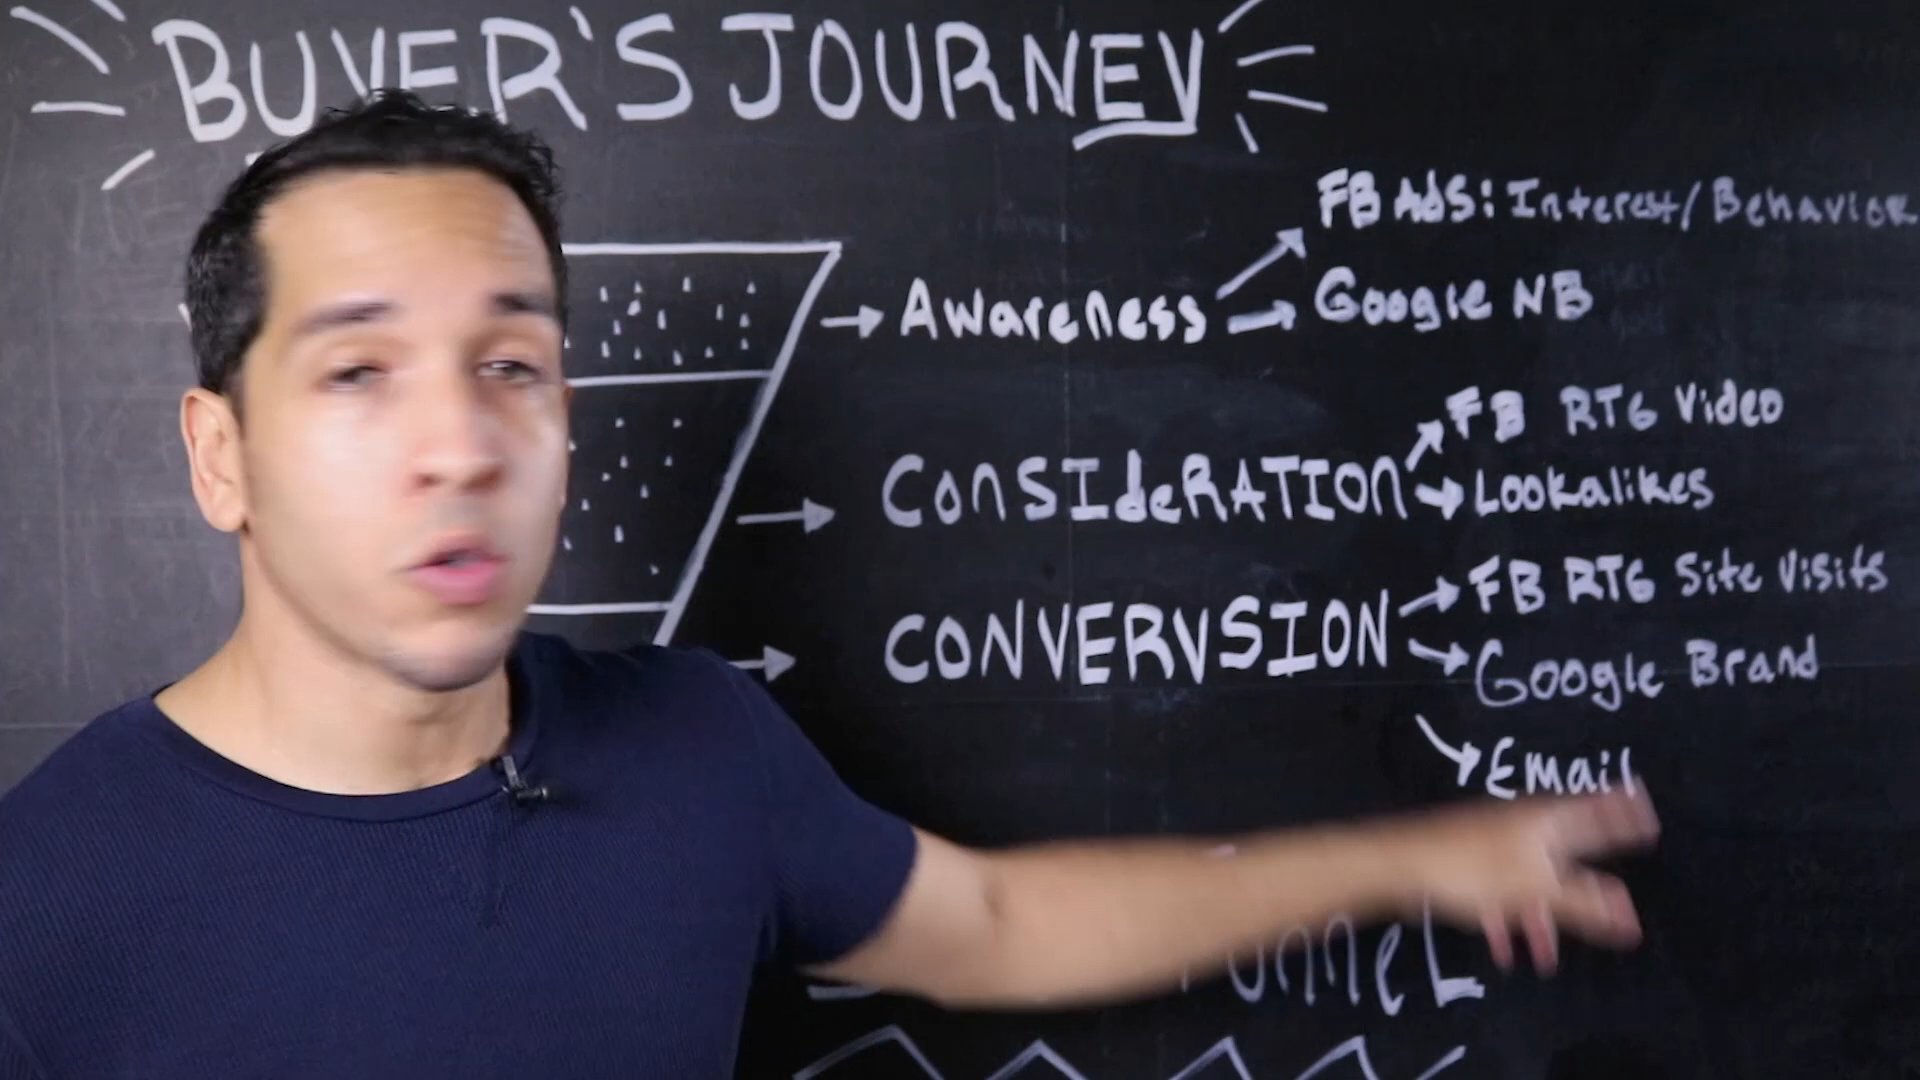 BUYER'S JOURNEY
FB Ads: Interest/Behavior
Awareness
Google NB
FB RTG Video
CONSIdeRATION
Lookalikes
FB RTG Site Visits
CONVERVSION
Google Brand
Email
Funnel